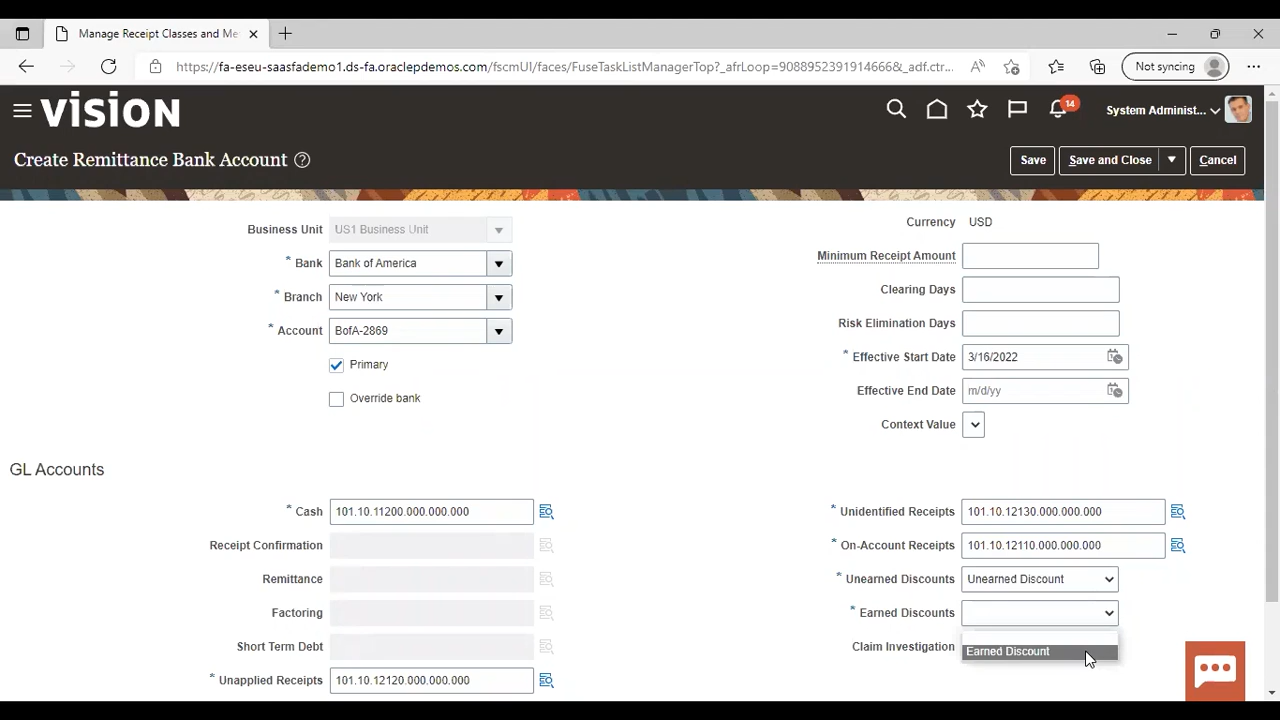 Manage Receipt Classes and Me
https://fa-eseu-saasfademo1.ds-fa.oraclepdemos.com/fscmUI/faces/FuseTaskListManagerTop?_afrLoop=9088952391914666&_adf.ctr...
Not syncing
VISION
14
System Administ...
Create Remittance Bank Account
Save
Save and Close
Cancel
Business Unit US1 Business Unit
* Bank Bank of America
* Branch New York
* Account BofA-2869
Primary
Override bank
Currency USD
Minimum Receipt Amount
Clearing Days
Risk Elimination Days
* Effective Start Date 3/16/2022
Effective End Date m/d/yy
Context Value
GL Accounts
* Cash 101.10.11200.000.000.000
Receipt Confirmation
Remittance
Factoring
Short Term Debt
* Unapplied Receipts 101.10.12120.000.000.000
* Unidentified Receipts 101.10.12130.000.000.000
* On-Account Receipts 101.10.12110.000.000.000
* Unearned Discounts Unearned Discount
* Earned Discounts
Claim Investigation
Earned Discount